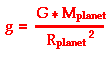 g = G * Mplanet / Rplanet²